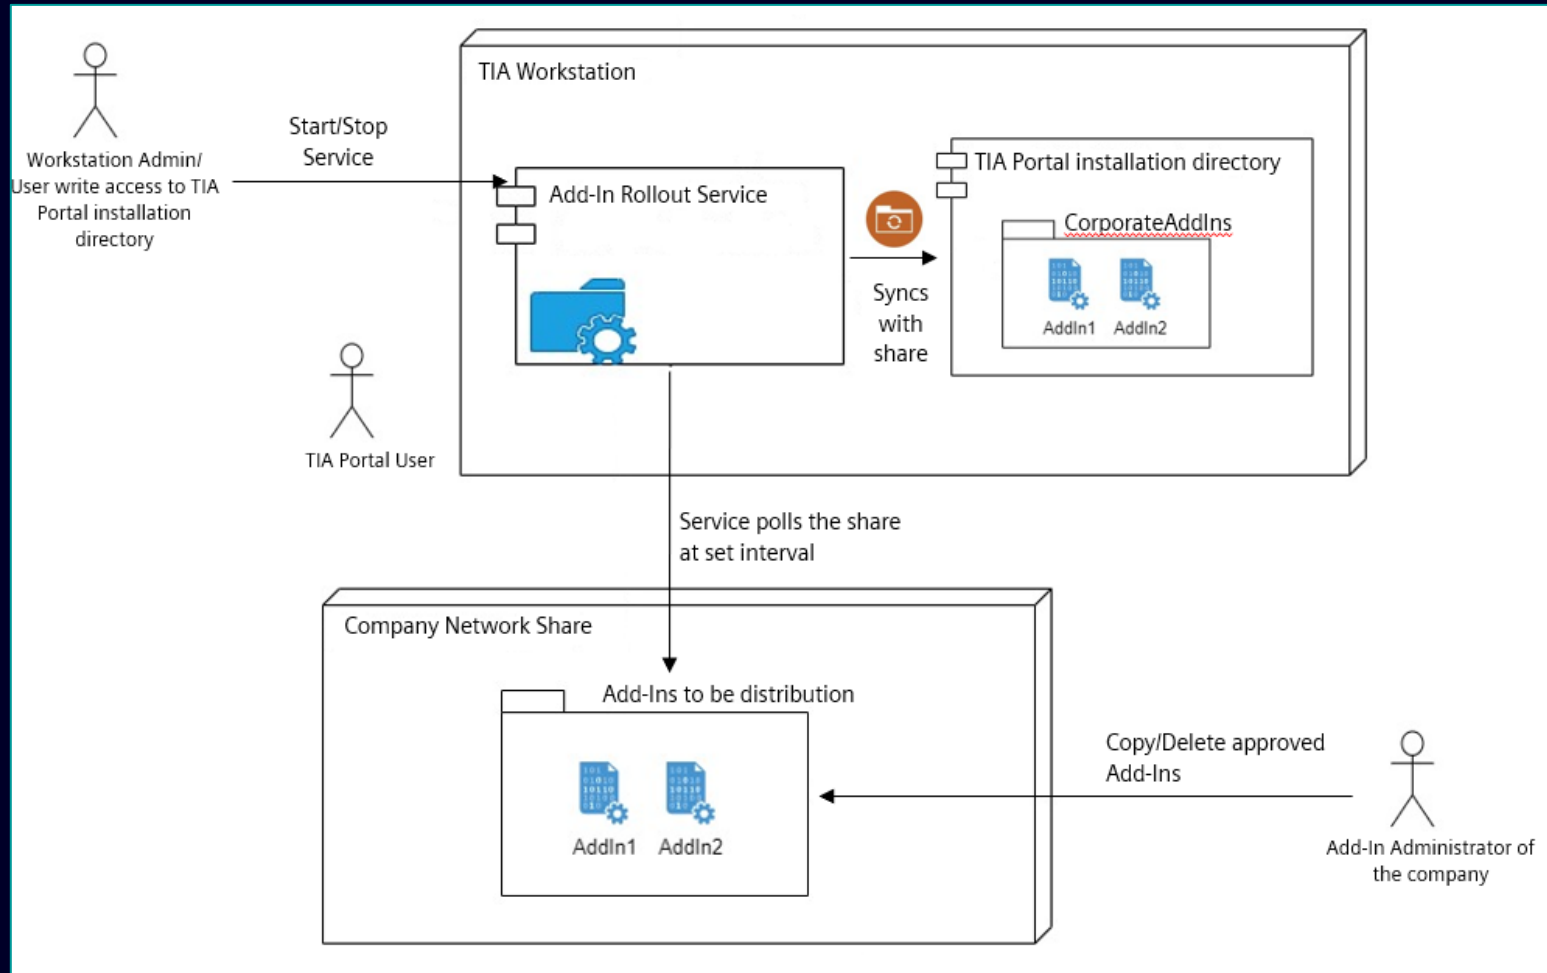 TIA Workstation
Start/Stop
Service
Workstation Admin/
User write access to TIA
Portal installation
directory
Add-In Rollout Service
TIA Portal installation directory
CorporateAddIns
AddIn1 AddIn2
Syncs
with
share
TIA Portal User
Service polls the share
at set interval
Company Network Share
Add-Ins to be distribution
AddIn1 AddIn2
Copy/Delete approved
Add-Ins
Add-In Administrator of
the company